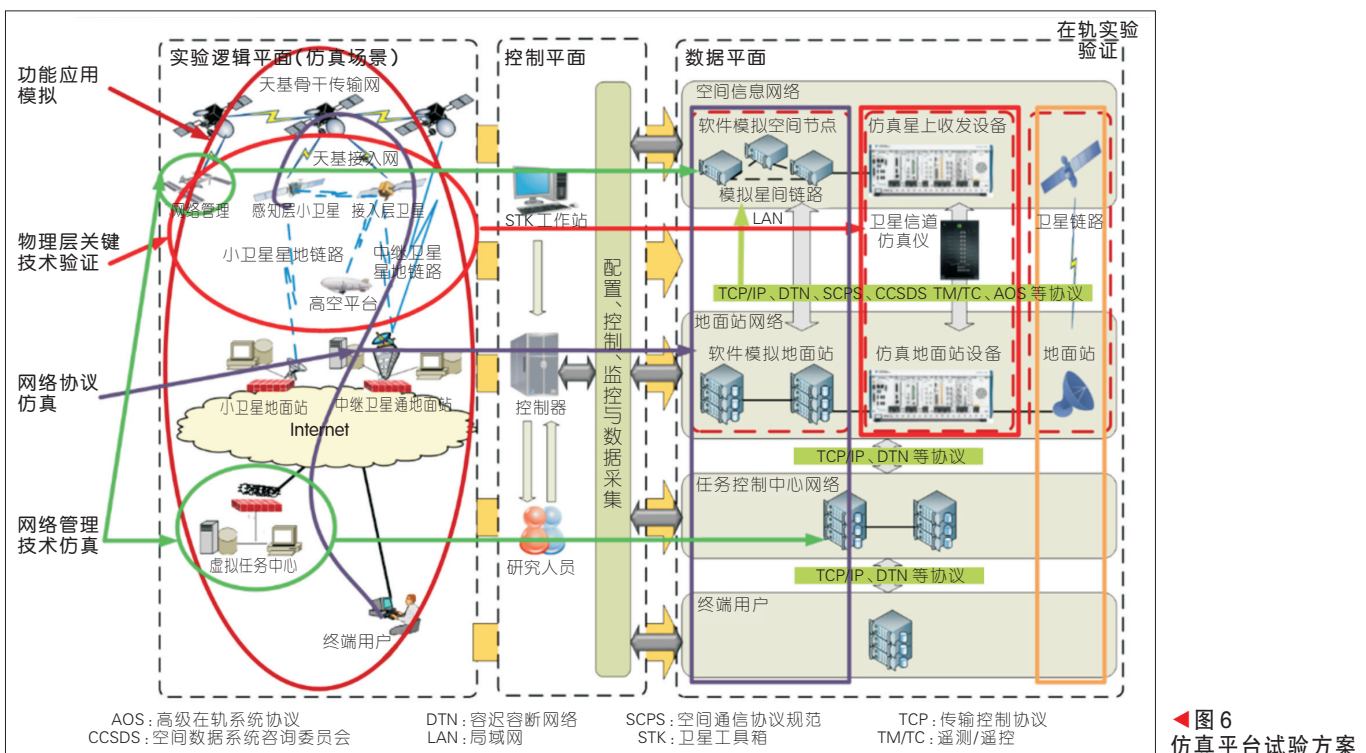 在轨实验
验证
实验逻辑平面(仿真场景)
控制平面
数据平面
功能应用
模拟
天基骨干传输网
空间信息网络
软件模拟空间节点
仿真星上收发设备
天基接入网
网络管理
感知层小卫星
接入层卫星
模拟星间链路
STK工作站
LAN
卫星信道
仿真仪
卫星链路
物理层关键
技术验证
小卫星星地链路
中继卫星
星地链路
高空平台
配置、控制、监控与数据采集
TCP/IP、DTN、SCPS、CCSDS TM/TC、AOS 等协议
地面站网络
软件模拟地面站
仿真地面站设备
地面站
网络协议
仿真
小卫星地面站
中继卫星通地面站
控制器
Internet
TCP/IP、DTN 等协议
任务控制中心网络
网络管理
技术仿真
虚拟任务中心
研究人员
TCP/IP、DTN 等协议
终端用户
终端用户
AOS:高级在轨系统协议
DTN:容迟容断网络
SCPS:空间通信协议规范
TCP:传输控制协议
CCSDS:空间数据系统咨询委员会
LAN:局域网
STK:卫星工具箱
TM/TC:遥测/遥控
◀图6
仿真平台试验方案